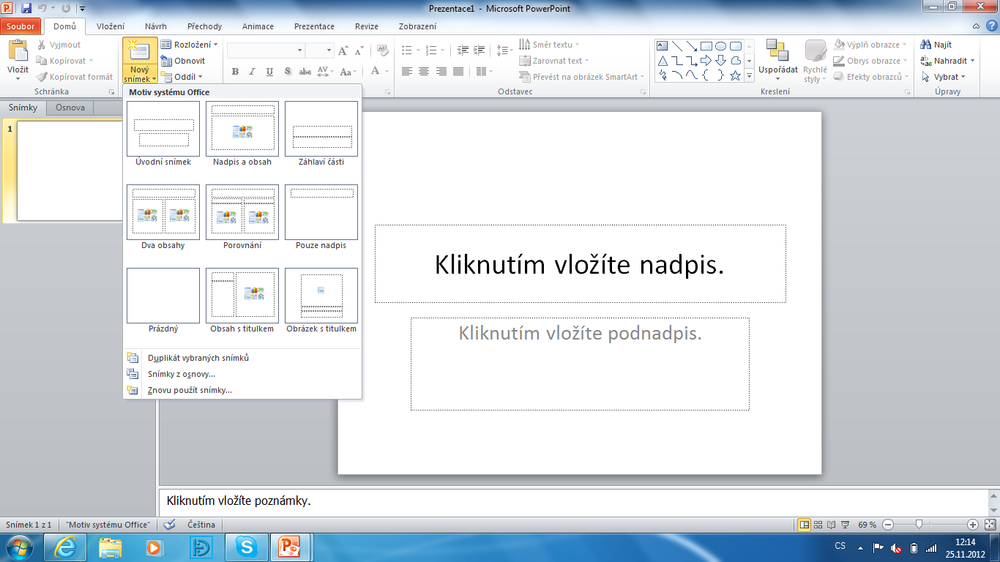 Prezentace1 - Microsoft PowerPoint
Soubor Domů Vložení Návrh Přechody Animace Prezentace Revize Zobrazení
Vložit
Vyjmout
Kopírovat
Kopírovat formát
Schránka
Nový
snímek
Rozložení
Obnovit
Oddíl
B I U S abc AV Aa A
Směr textu
Zarovnat text
Převést na obrázek SmartArt
Odstavec
Uspořádat
Rychlé
styly
Výplň obrazce
Obrys obrazce
Efekty obrazců
Kreslení
Najít
Nahradit
Vybrat
Úpravy
Snímky Osnova
1
Motiv systému Office
Úvodní snímek Nadpis a obsah Záhlaví části
Dva obsahy Porovnání Pouze nadpis
Prázdný Obsah s titulkem Obrázek s titulkem
Duplikát vybraných snímků
Snímky z osnovy...
Znovu použít snímky...
Kliknutím vložíte nadpis.
Kliknutím vložíte podnadpis.
Kliknutím vložíte poznámky.
Snímek 1 z 1 "Motiv systému Office" Čeština 69 %
CS 12:14
25.11.2012